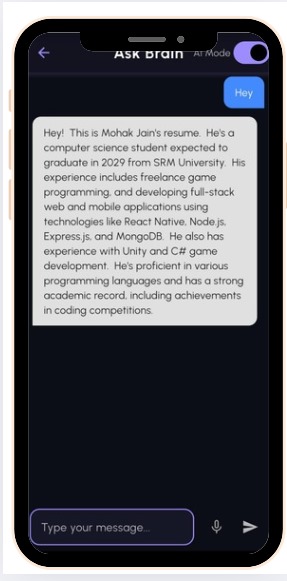 Ask Brain AI Mode
Hey
Hey! This is Mohak Jain's resume. He's a
computer science student expected to
graduate in 2029 from SRM University. His
experience includes freelance game
programming, and developing full-stack
web and mobile applications using
technologies like React Native, Node.js,
Express.js, and MongoDB. He also has
experience with Unity and C# game
development. He's proficient in various
programming languages and has a strong
academic record, including achievements
in coding competitions.
Type your message...